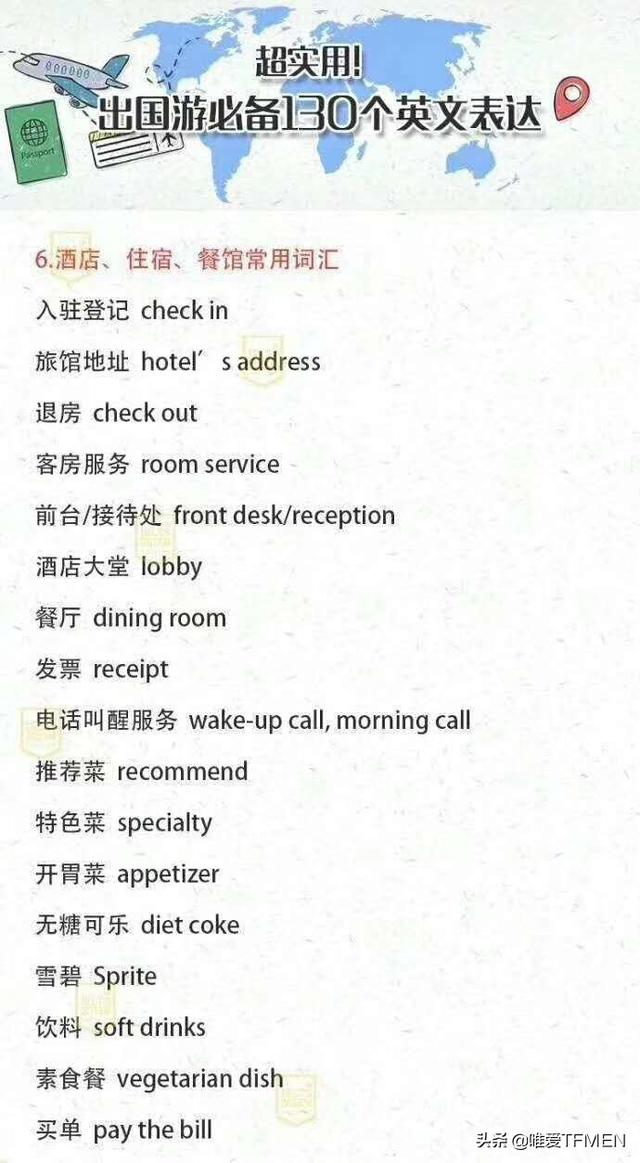 超实用!
出国游必备130个英文表达
Passport
6.酒店、住宿、餐馆常用词汇
入驻登记 check in
旅馆地址 hotel′s address
退房 check out
客房服务 room service
前台/接待处 front desk/reception
酒店大堂 lobby
餐厅 dining room
发票 receipt
电话叫醒服务 wake-up call, morning call
推荐菜 recommend
特色菜 specialty
开胃菜 appetizer
无糖可乐 diet coke
雪碧 Sprite
饮料 soft drinks
素食餐 vegetarian dish
买单 pay the bill
头条 @唯爱TFMEN